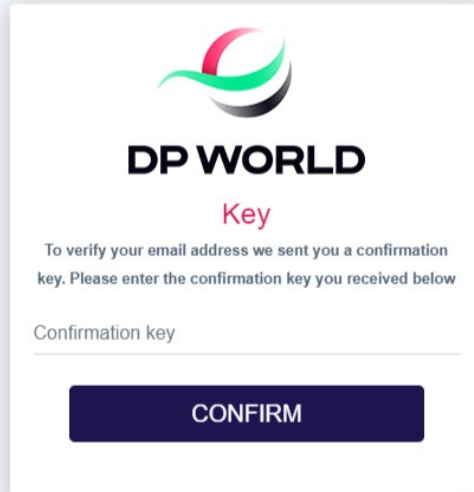 DP WORLD
Key
To verify your email address we sent you a confirmation
key. Please enter the confirmation key you received below
Confirmation key
CONFIRM